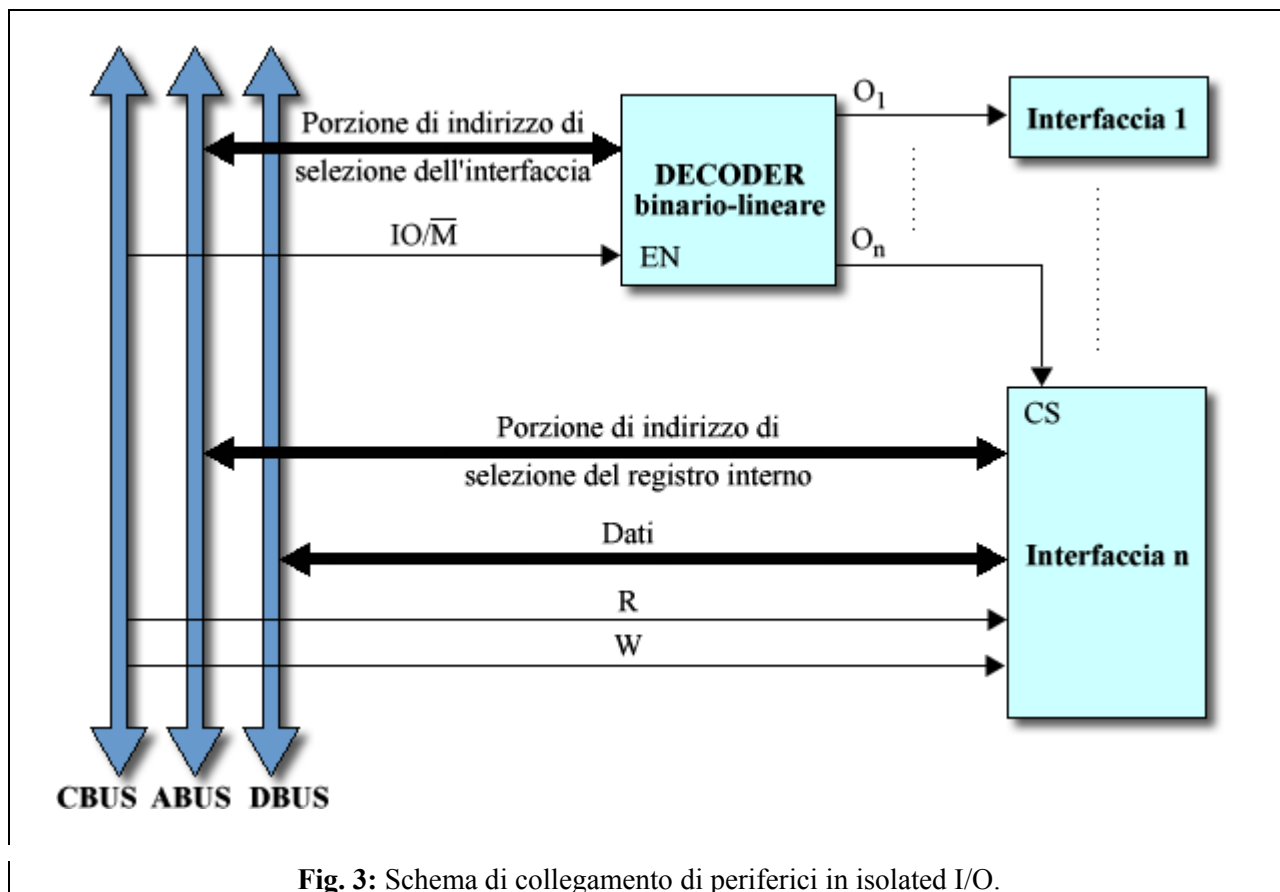 Porzione di indirizzo di
selezione dell'interfaccia
IO/M̅
DECODER
binario-lineare
EN
O1
On
Interfaccia 1
CS
Porzione di indirizzo di
selezione del registro interno
Dati
Interfaccia n
R
W
CBUS ABUS DBUS
Fig. 3: Schema di collegamento di periferici in isolated I/O.